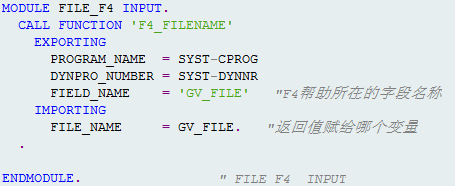 MODULE FILE_F4 INPUT.
CALL FUNCTION 'F4_FILENAME'
EXPORTING
PROGRAM_NAME = SYST-CPROG
DYNPRO_NUMBER = SYST-DYNNR
FIELD_NAME = 'GV_FILE' "F4帮助所在的字段名称
IMPORTING
FILE_NAME = GV_FILE. "返回值赋给哪个变量
.
ENDMODULE. " FILE_F4 INPUT